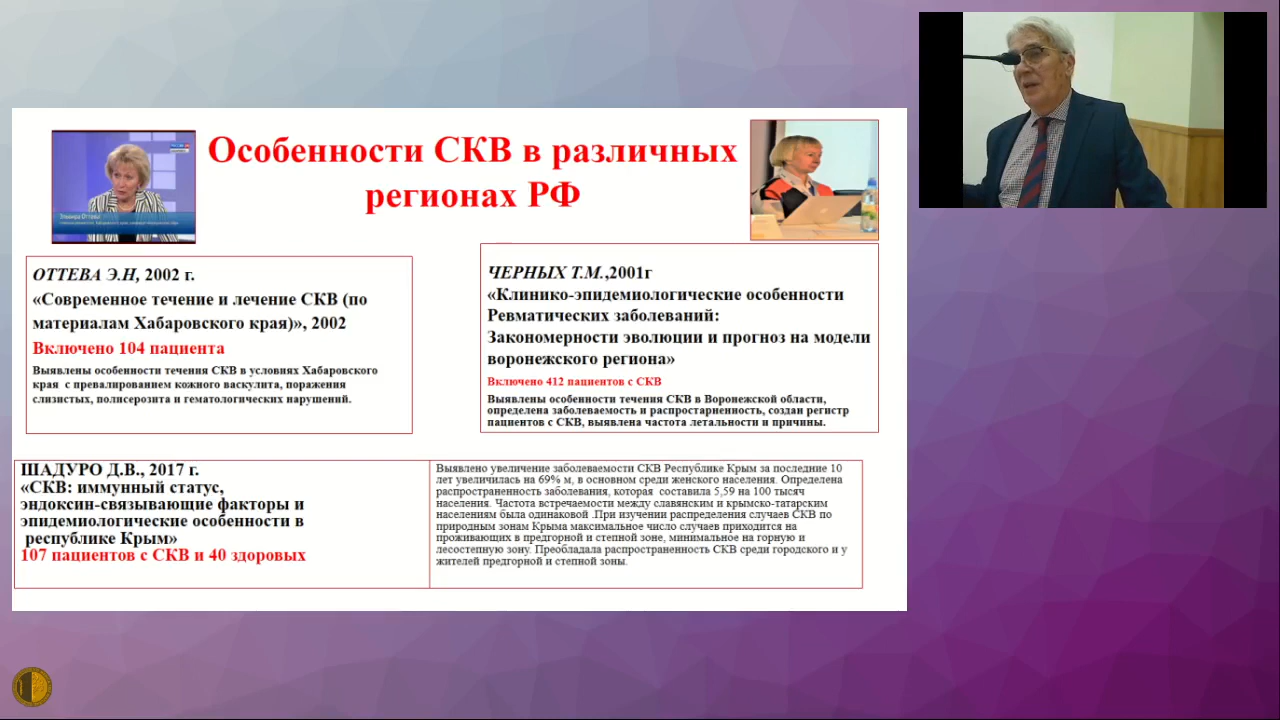 Особенности СКВ в различных
регионах РФ
РОССИЯ 24
Эльвира Оттева
ОТТЕВА Э.Н, 2002 г.
«Современное течение и лечение СКВ (по
материалам Хабаровского края)», 2002
Включено 104 пациента
Выявлены особенности течения СКВ в условиях Хабаровского
края с превалированием кожного васкулита, поражения
слизистых, полисерозита и гематологических нарушений.
ЧЕРНЫХ Т.М.,2001г
«Клинико-эпидемиологические особенности
Ревматических заболеваний:
Закономерности эволюции и прогноз на модели
воронежского региона»
Включено 412 пациентов с СКВ
Выявлены особенности течения СКВ в Воронежской области,
определена заболеваемость и распостарненность, создан регистр
пациентов с СКВ, выявлена частота летальности и причины.
ШАДУРО Д.В., 2017 г.
«СКВ: иммунный статус,
эндоксин-связывающие факторы и
эпидемиологические особенности в
республике Крым»
107 пациентов с СКВ и 40 здоровых
Выявлено увеличение заболеваемости СКВ Республике Крым за последние 10
лет увеличилась на 69% м, в основном среди женского населения. Определена
распространенность заболевания, которая составила 5,59 на 100 тысяч
населения. Частота встречаемости между славянским и крымско-татарским
населениям была одинаковой .При изучении распределения случаев СКВ по
природным зонам Крыма максимальное число случаев приходится на
проживающих в предгорной и степной зоне, минимальное на горную и
лесостепную зону. Преобладала распространенность СКВ среди городского и у
жителей предгорной и степной зоны.